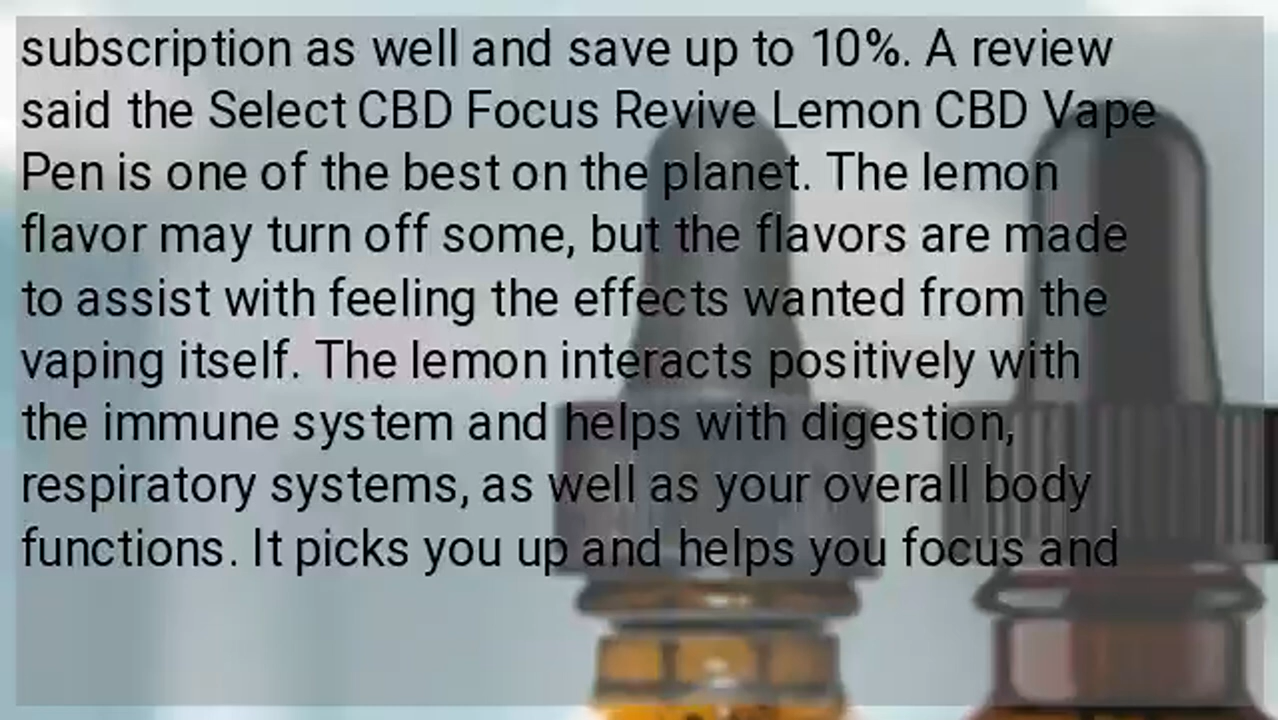 subscription as well and save up to 10%. A review
said the Select CBD Focus Revive Lemon CBD Vape
Pen is one of the best on the planet. The lemon
flavor may turn off some, but the flavors are made
to assist with feeling the effects wanted from the
vaping itself. The lemon interacts positively with
the immune system and helps with digestion,
respiratory systems, as well as your overall body
functions. It picks you up and helps you focus and